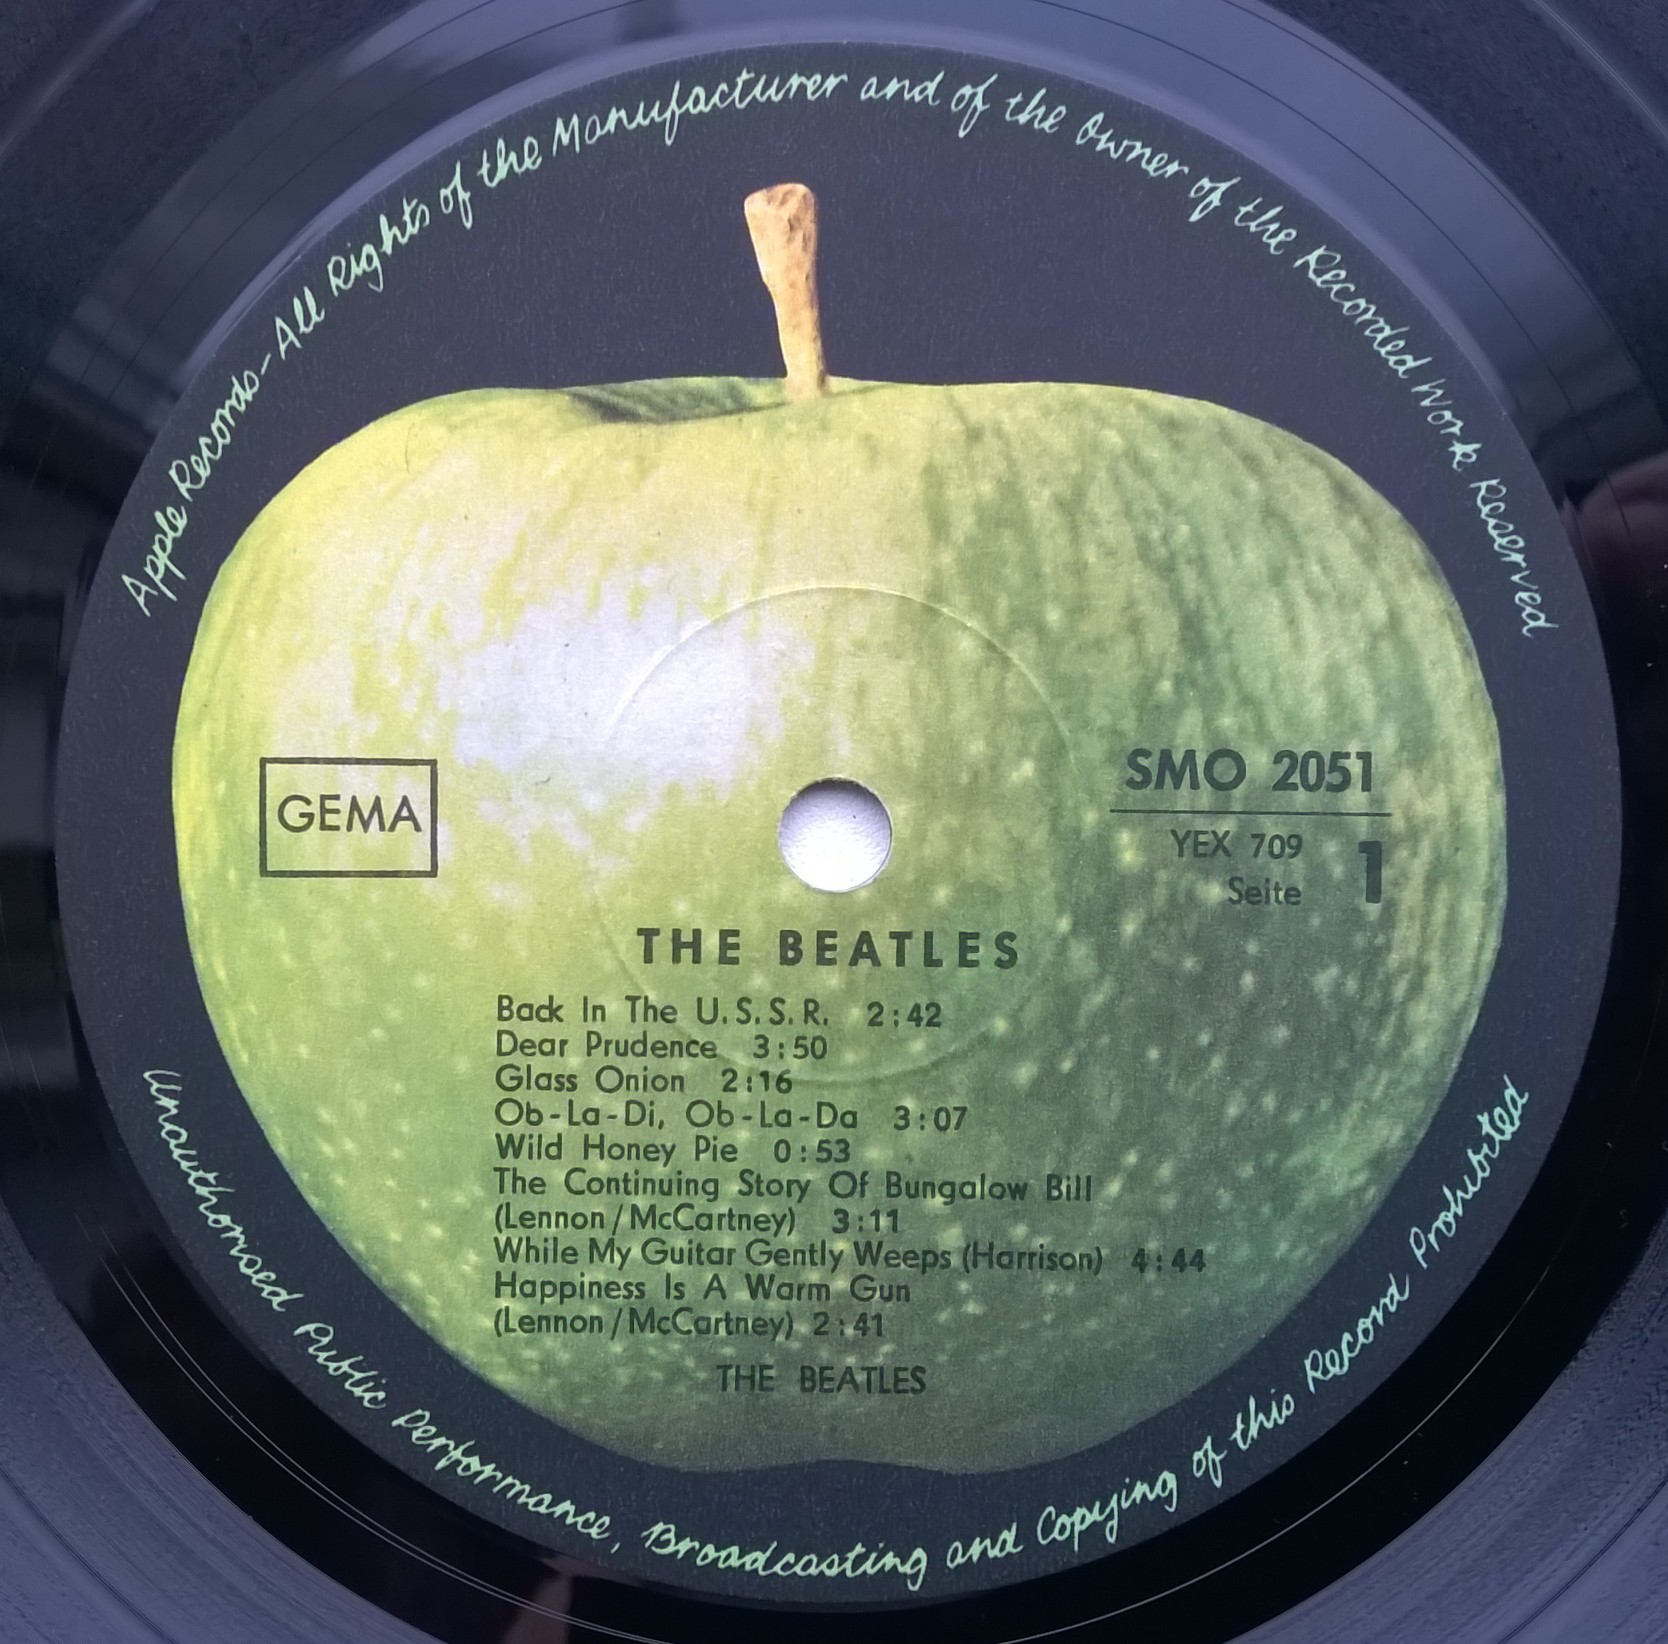 Apple Records - All Rights of the Manufacturer and of the Owner of the Recorded Work Reserved
GEMA
SMO 2051
YEX 709
Seite 1
THE BEATLES
Back In The U.S.S.R. 2:42
Dear Prudence 3:50
Glass Onion 2:16
Ob-La-Di, Ob-La-Da 3:07
Wild Honey Pie 0:53
The Continuing Story Of Bungalow Bill
(Lennon/McCartney) 3:11
While My Guitar Gently Weeps (Harrison) 4:44
Happiness Is A Warm Gun
(Lennon/McCartney) 2:41
THE BEATLES
Unauthorised Public Performance, Broadcasting and Copying of this Record Prohibited